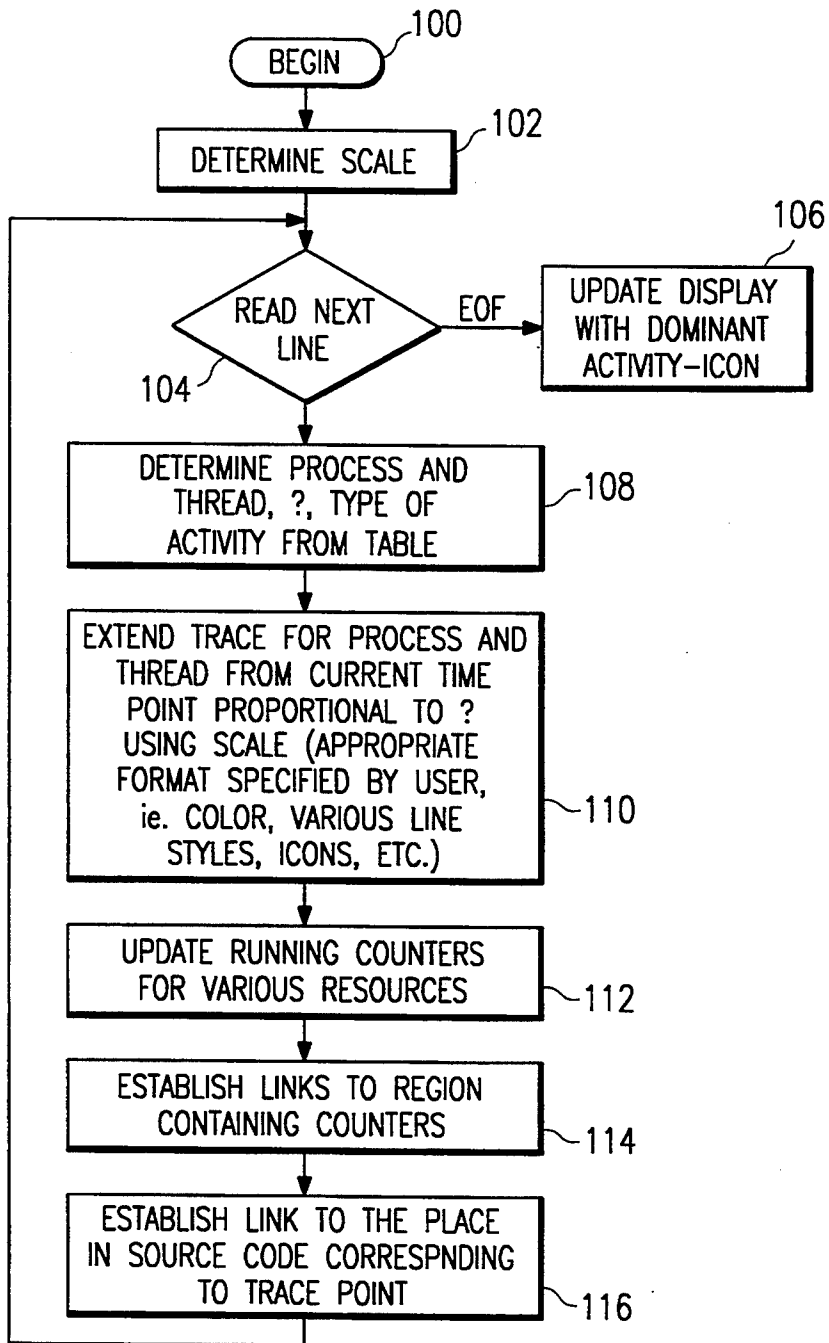 100
BEGIN
102
DETERMINE SCALE
106
UPDATE DISPLAY
WITH DOMINANT
ACTIVITY-ICON
READ NEXT
LINE
EOF
104
DETERMINE PROCESS AND
THREAD, ?, TYPE OF
ACTIVITY FROM TABLE
108
EXTEND TRACE FOR PROCESS AND
THREAD FROM CURRENT TIME
POINT PROPORTIONAL TO ?
USING SCALE (APPROPRIATE
FORMAT SPECIFIED BY USER,
ie. COLOR, VARIOUS LINE
STYLES, ICONS, ETC.)
110
UPDATE RUNNING COUNTERS
FOR VARIOUS RESOURCES
112
ESTABLISH LINKS TO REGION
CONTAINING COUNTERS
114
ESTABLISH LINK TO THE PLACE
IN SOURCE CODE CORRESPNDING
TO TRACE POINT
116